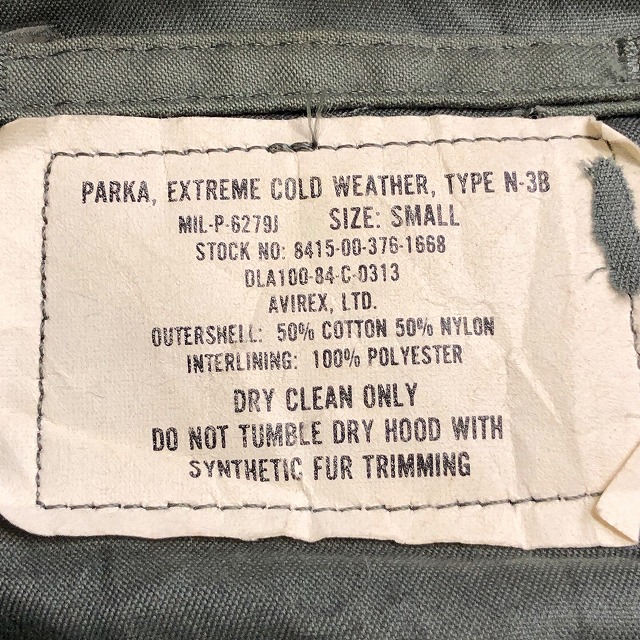 PARKA, EXTREME COLD WEATHER, TYPE N-3B
MIL-P-6279J SIZE: SMALL
STOCK NO: 8415-00-376-1668
DLA100-84-C-0313
AVIREX, LTD.
OUTERSHELL: 50% COTTON 50% NYLON
INTERLINING: 100% POLYESTER
DRY CLEAN ONLY
DO NOT TUMBLE DRY HOOD WITH
SYNTHETIC FUR TRIMMING